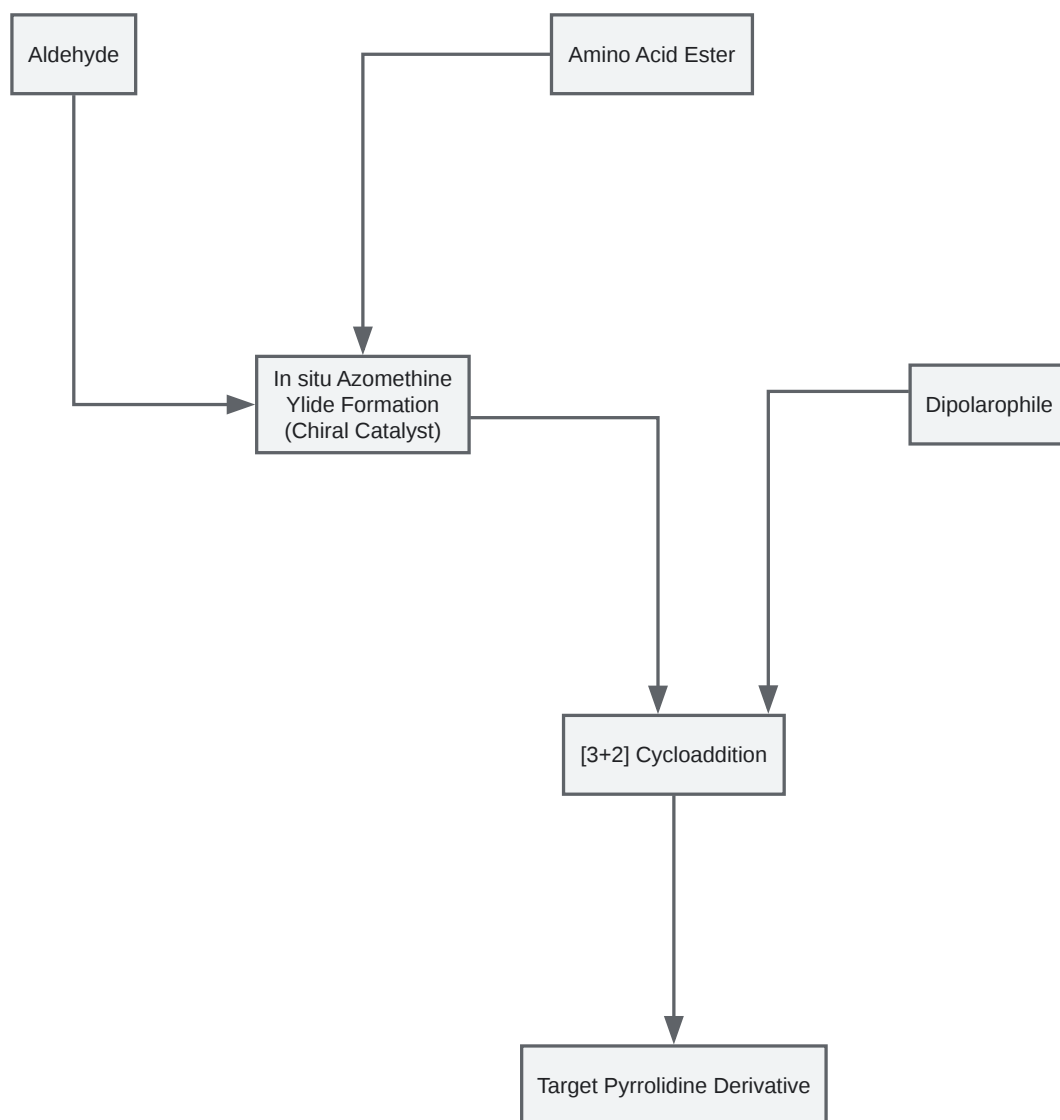 Aldehyde
Amino Acid Ester
In situ Azomethine
Ylide Formation
(Chiral Catalyst)
Dipolarophile
[3+2] Cycloaddition
Target Pyrrolidine Derivative